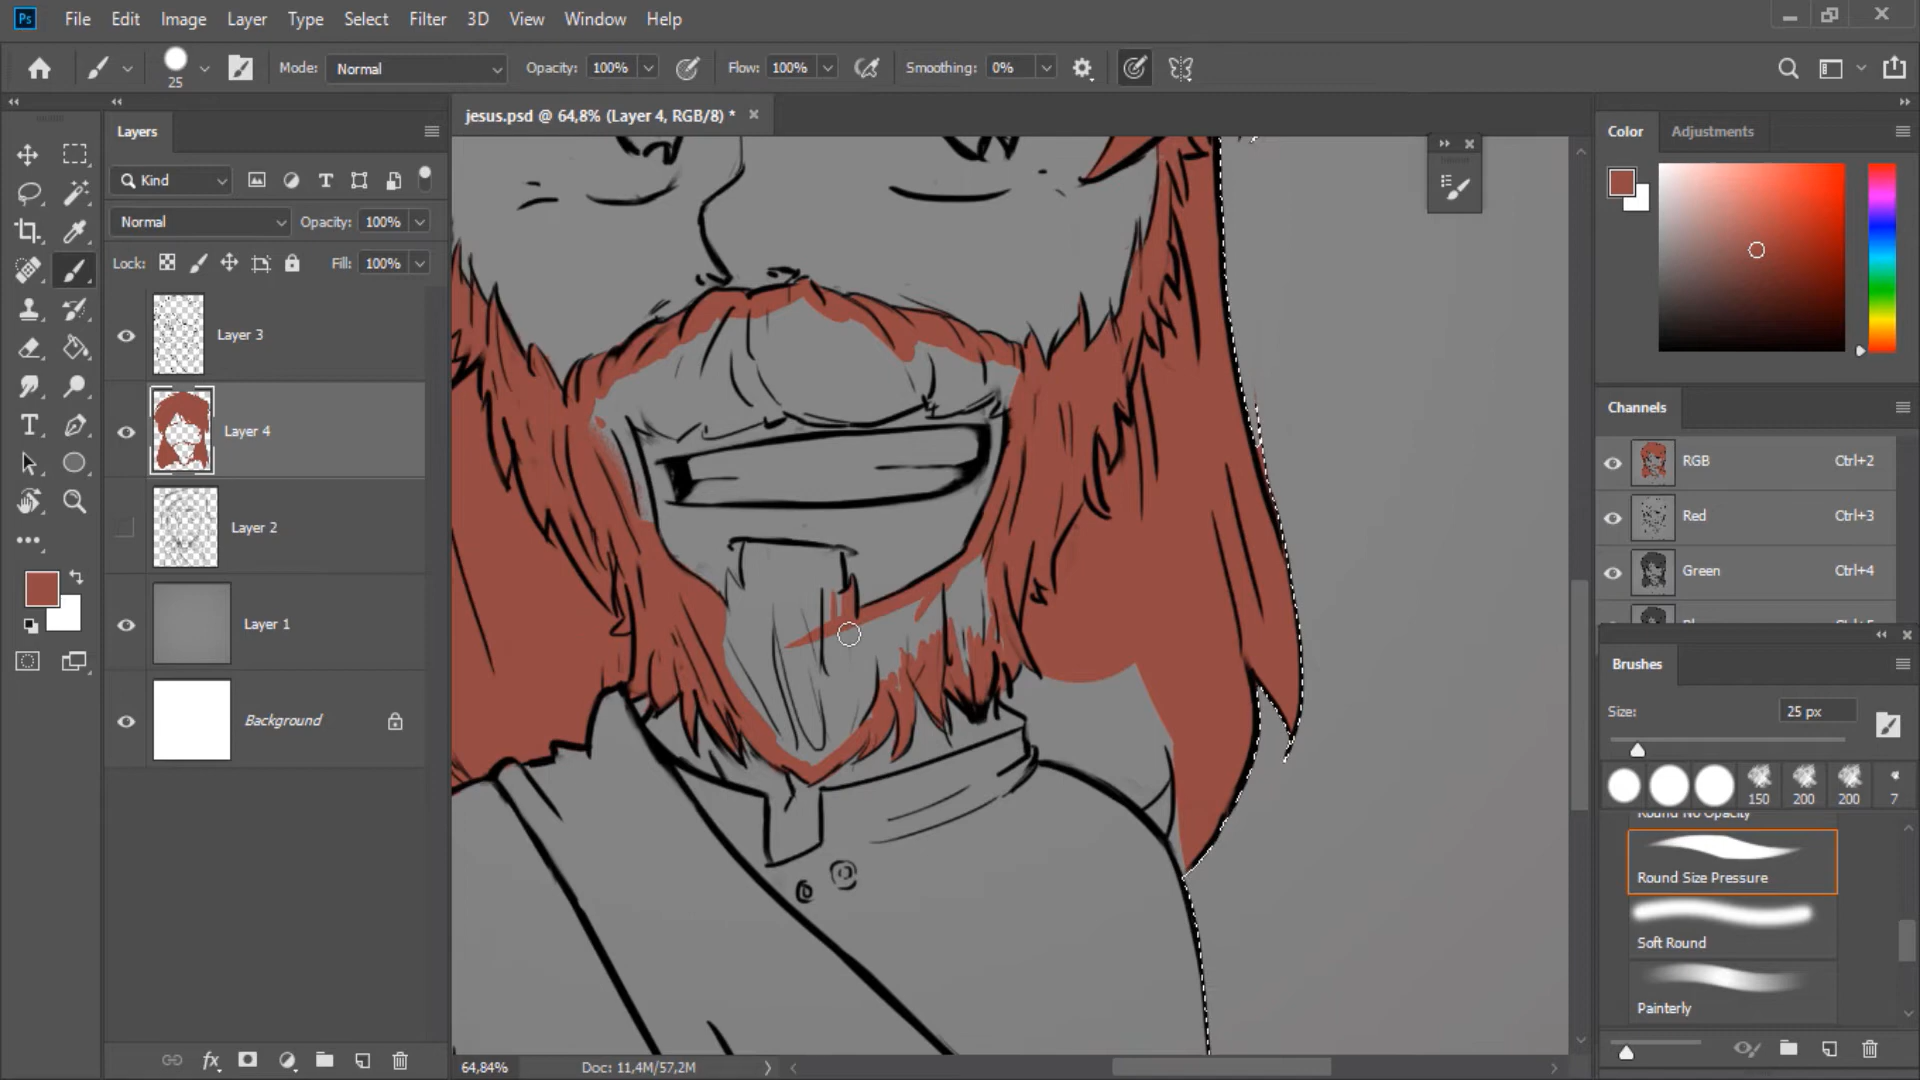 Ps File Edit Image Layer Type Select Filter 3D View Window Help
25 Mode: Normal Opacity: 100% Flow: 100% Smoothing: 0%
Layers
jesus.psd @ 64,8% (Layer 4, RGB/8) *
Color Adjustments
Kind
Normal Opacity: 100%
Lock: Fill: 100%
Layer 3
Layer 4
Layer 2
Layer 1
Background
Channels
RGB Ctrl+2
Red Ctrl+3
Green Ctrl+4
Brushes
Size: 25 px
150 200 200 7
Round No Opacity
Round Size Pressure
Soft Round
Painterly
64,84% Doc: 11,4M/57,2M